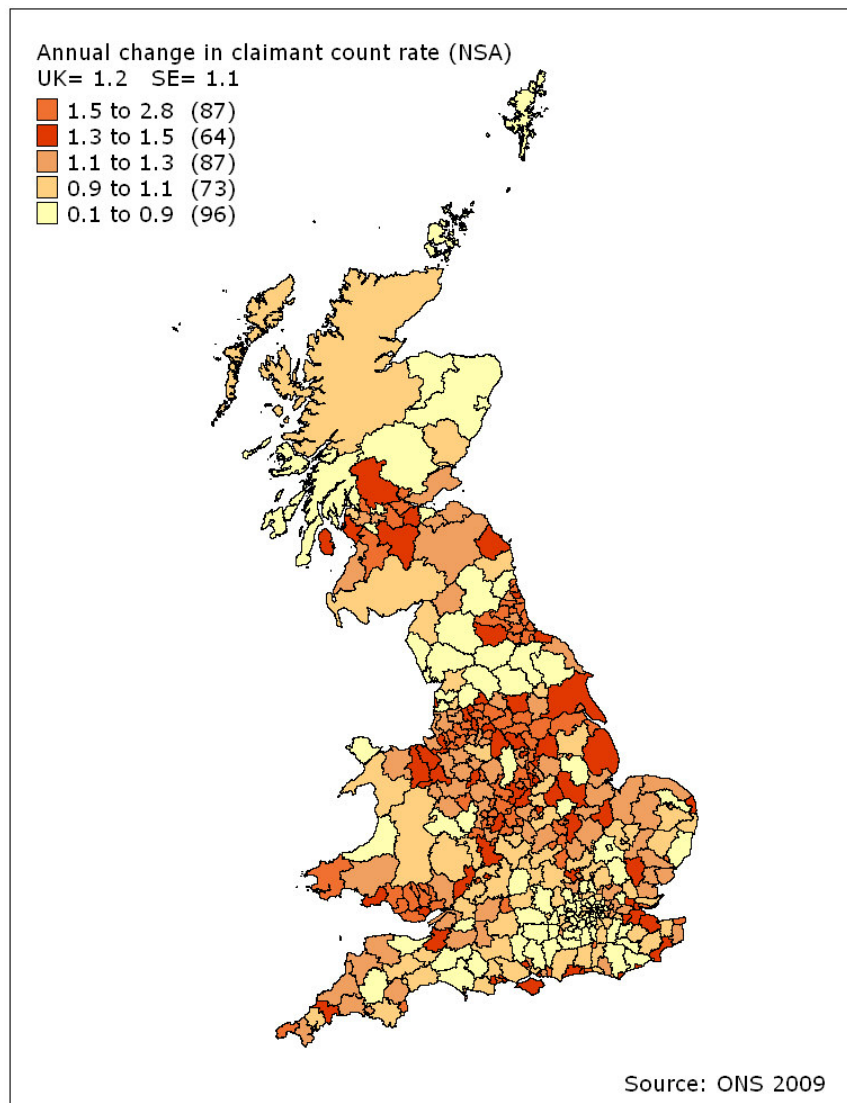 Annual change in claimant count rate (NSA)
UK= 1.2 SE= 1.1
1.5 to 2.8 (87)
1.3 to 1.5 (64)
1.1 to 1.3 (87)
0.9 to 1.1 (73)
0.1 to 0.9 (96)
Source: ONS 2009